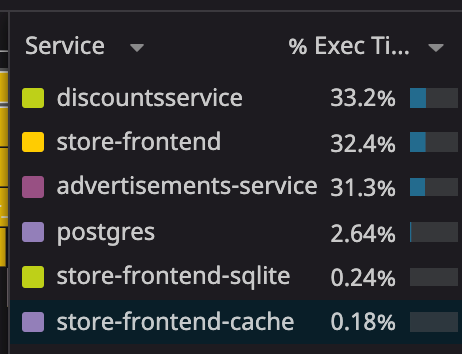 Service % Exec Ti...
discountsservice 33.2%
store-frontend 32.4%
advertisements-service 31.3%
postgres 2.64%
store-frontend-sqlite 0.24%
store-frontend-cache 0.18%